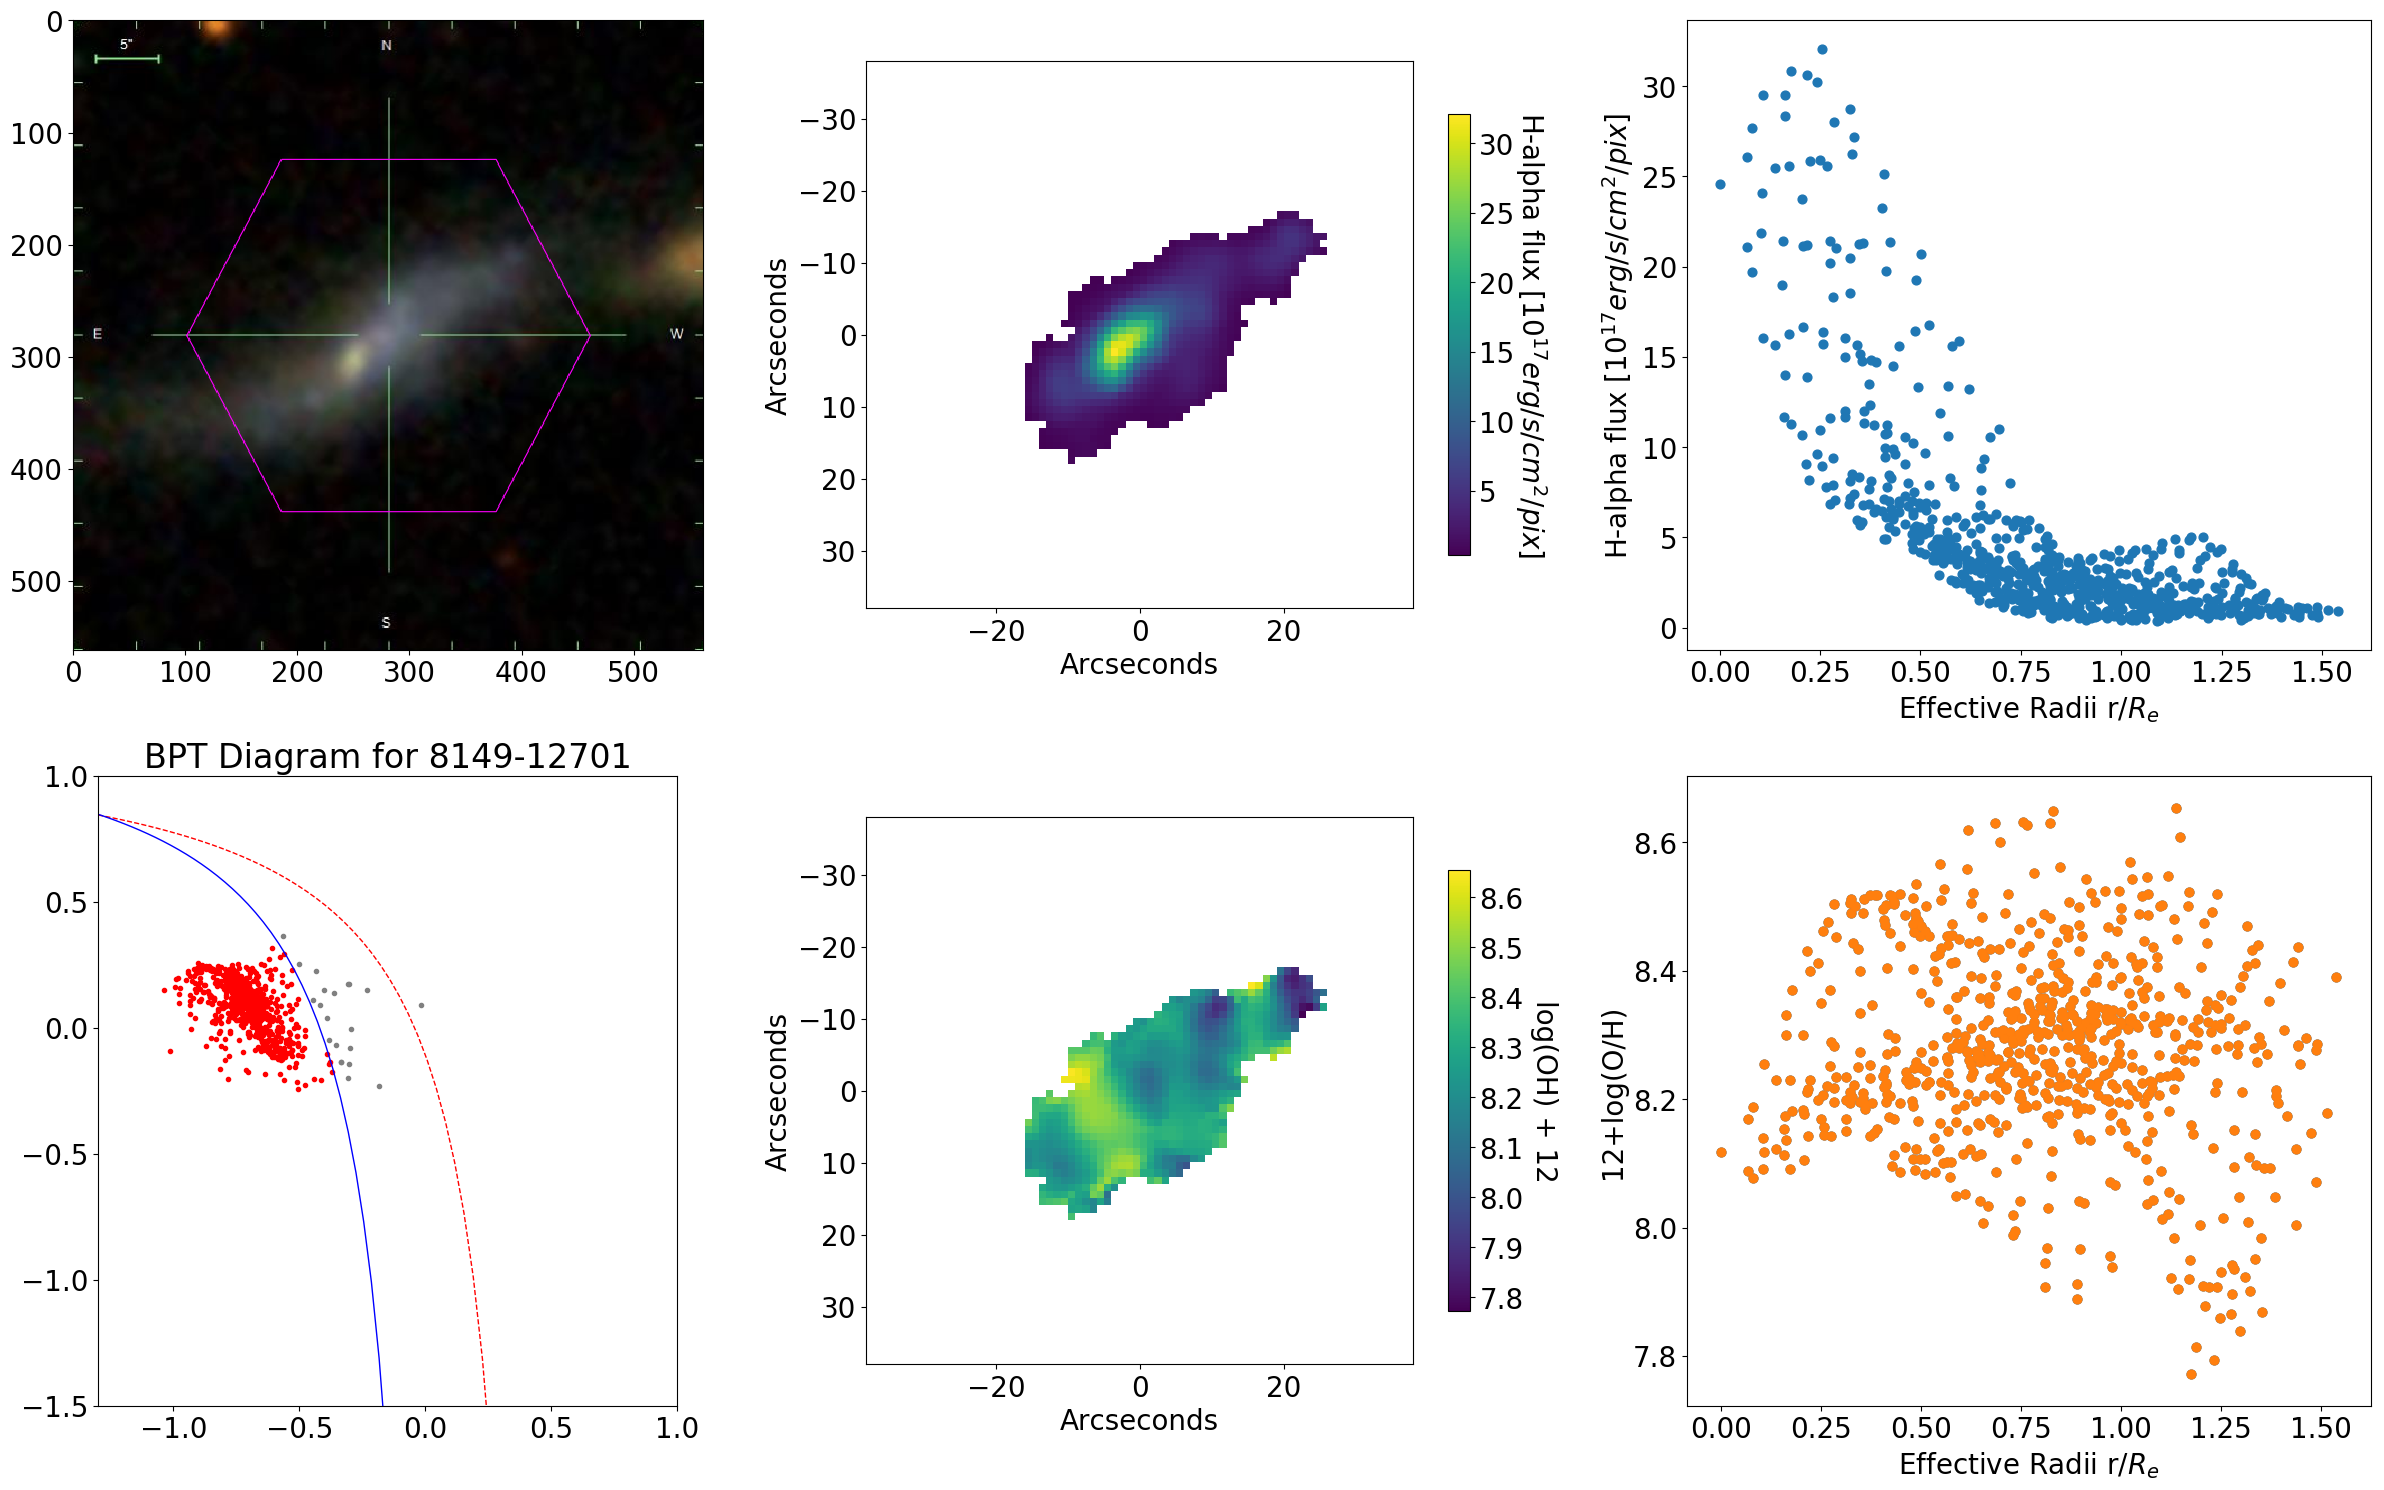 0
100
200
300
400
500
0 100 200 300 400 500
5"
N
E
W
S
−30
−20
−10
0
10
20
30
Arcseconds
−20 0 20
Arcseconds
30
25
20
15
10
5
H-alpha flux [10^17 erg/s/cm^2/pix]
30
25
20
15
10
5
0
H-alpha flux [10^17 erg/s/cm^2/pix]
0.00 0.25 0.50 0.75 1.00 1.25 1.50
Effective Radii r/R_e
BPT Diagram for 8149-12701
1.0
0.5
0.0
−0.5
−1.0
−1.5
−1.0 −0.5 0.0 0.5 1.0
−30
−20
−10
0
10
20
30
Arcseconds
−20 0 20
Arcseconds
8.6
8.5
8.4
8.3
8.2
8.1
8.0
7.9
7.8
log(OH) + 12
8.6
8.4
8.2
8.0
7.8
12+log(O/H)
0.00 0.25 0.50 0.75 1.00 1.25 1.50
Effective Radii r/R_e